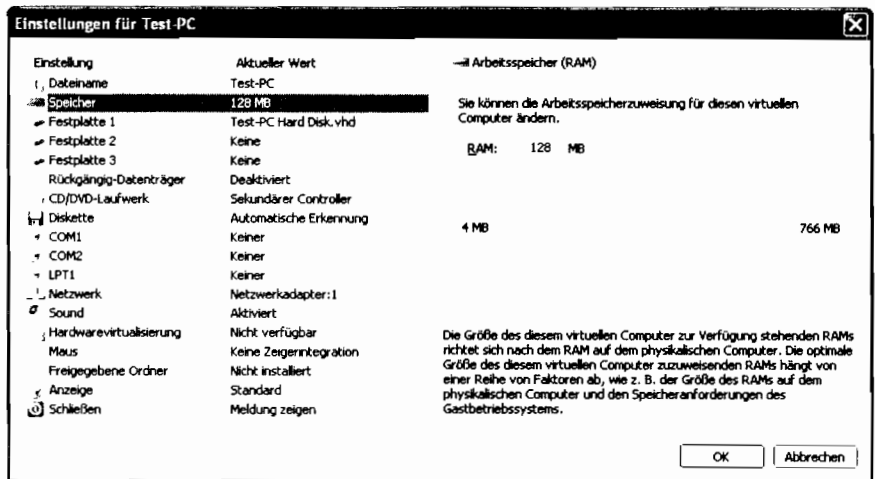 Einstellungen für Test-PC
Einstellung Aktueller Wert
Dateiname Test-PC
Speicher 128 MB
Festplatte 1 Test-PC Hard Disk.vhd
Festplatte 2 Keine
Festplatte 3 Keine
Rückgängig-Datenträger Deaktiviert
CD/DVD-Laufwerk Sekundärer Controller
Diskette Automatische Erkennung
COM1 Keiner
COM2 Keiner
LPT1 Keiner
Netzwerk Netzwerkadapter:1
Sound Aktiviert
Hardwarevirtualisierung Nicht verfügbar
Maus Keine Zeigerintegration
Freigegebene Ordner Nicht installiert
Anzeige Standard
Schließen Meldung zeigen
Arbeitsspeicher (RAM)
Sie können die Arbeitsspeicherzuweisung für diesen virtuellen
Computer ändern.
RAM: 128 MB
4 MB 766 MB
Die Größe des diesem virtuellen Computer zur Verfügung stehenden RAMs
richtet sich nach dem RAM auf dem physikalischen Computer. Die optimale
Größe des diesem virtuellen Computer zuzuweisenden RAMs hängt von
einer Reihe von Faktoren ab, wie z. B. der Größe des RAMs auf dem
physikalischen Computer und den Speicheranforderungen des
Gastbetriebssystems.
OK Abbrechen